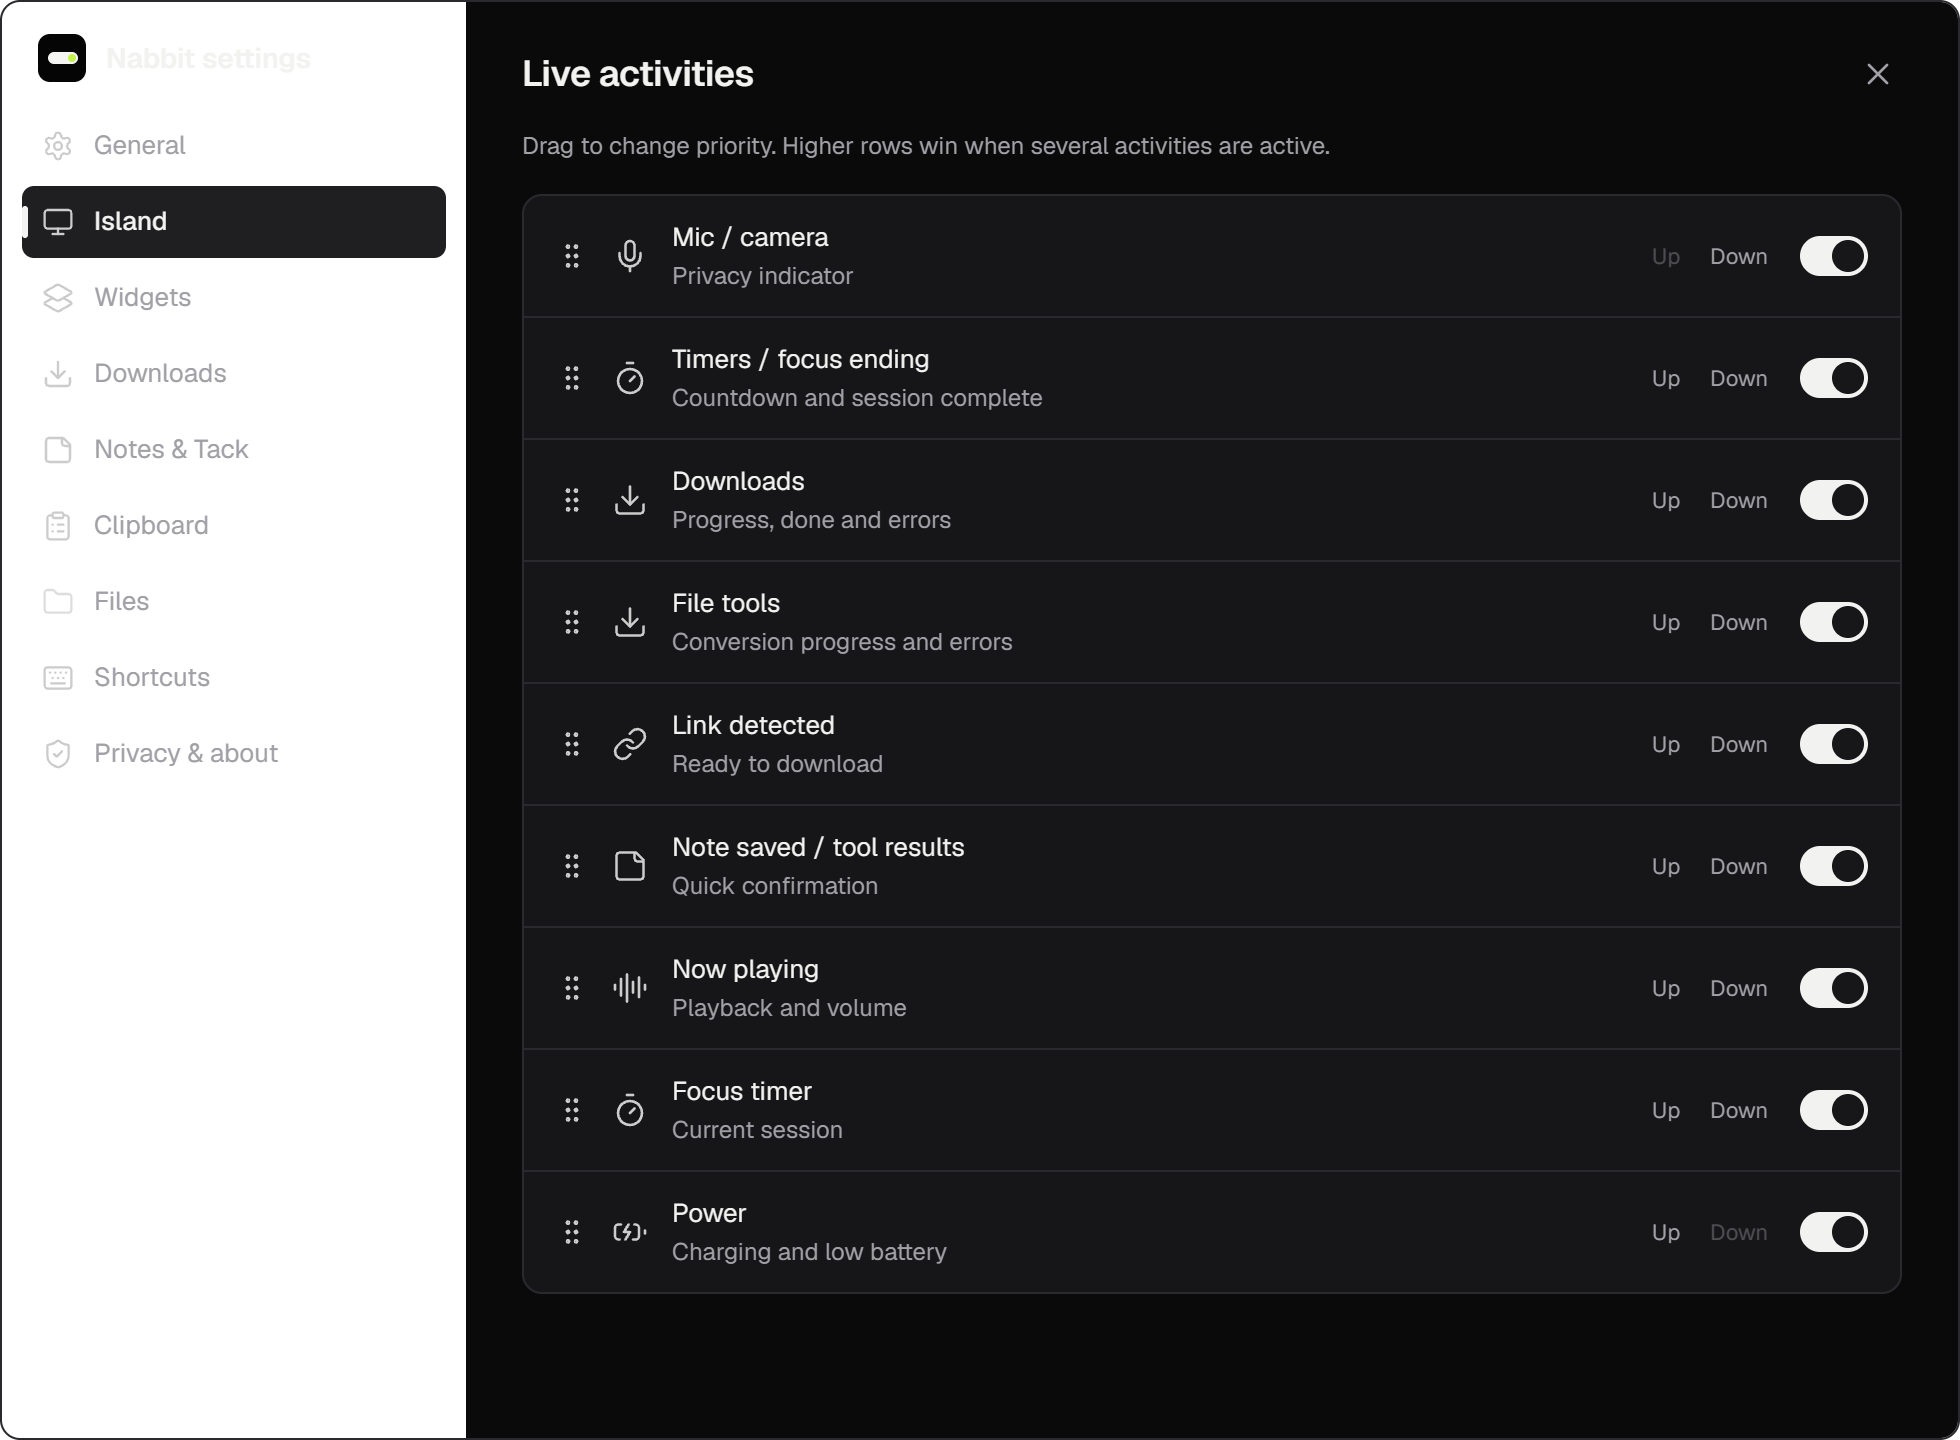 Nabbit settings
General
Island
Widgets
Downloads
Notes & Tack
Clipboard
Files
Shortcuts
Privacy & about
Live activities
Drag to change priority. Higher rows win when several activities are active.
Mic / camera
Privacy indicator
Up Down
Timers / focus ending
Countdown and session complete
Up Down
Downloads
Progress, done and errors
Up Down
File tools
Conversion progress and errors
Up Down
Link detected
Ready to download
Up Down
Note saved / tool results
Quick confirmation
Up Down
Now playing
Playback and volume
Up Down
Focus timer
Current session
Up Down
Power
Charging and low battery
Up Down